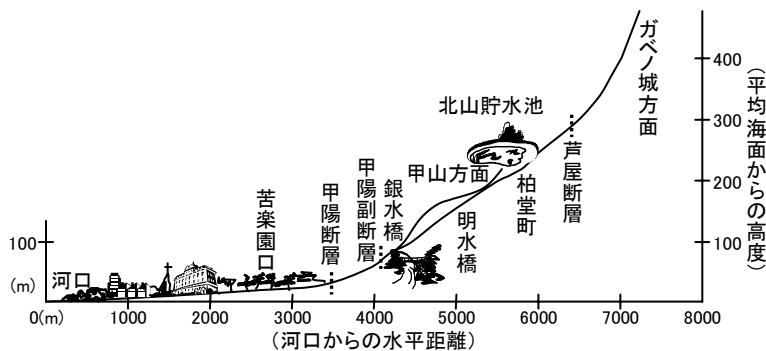 ガベノ城方面
400
300
200
100
(平均海面からの高度)
北山貯水池
芦屋断層
甲山方面
柏堂町
明水橋
銀水橋
甲陽副断層
甲陽断層
苦楽園口
100
河口
(m)
0(m)
1000
2000
3000
4000
5000
6000
7000
8000
(河口からの水平距離)